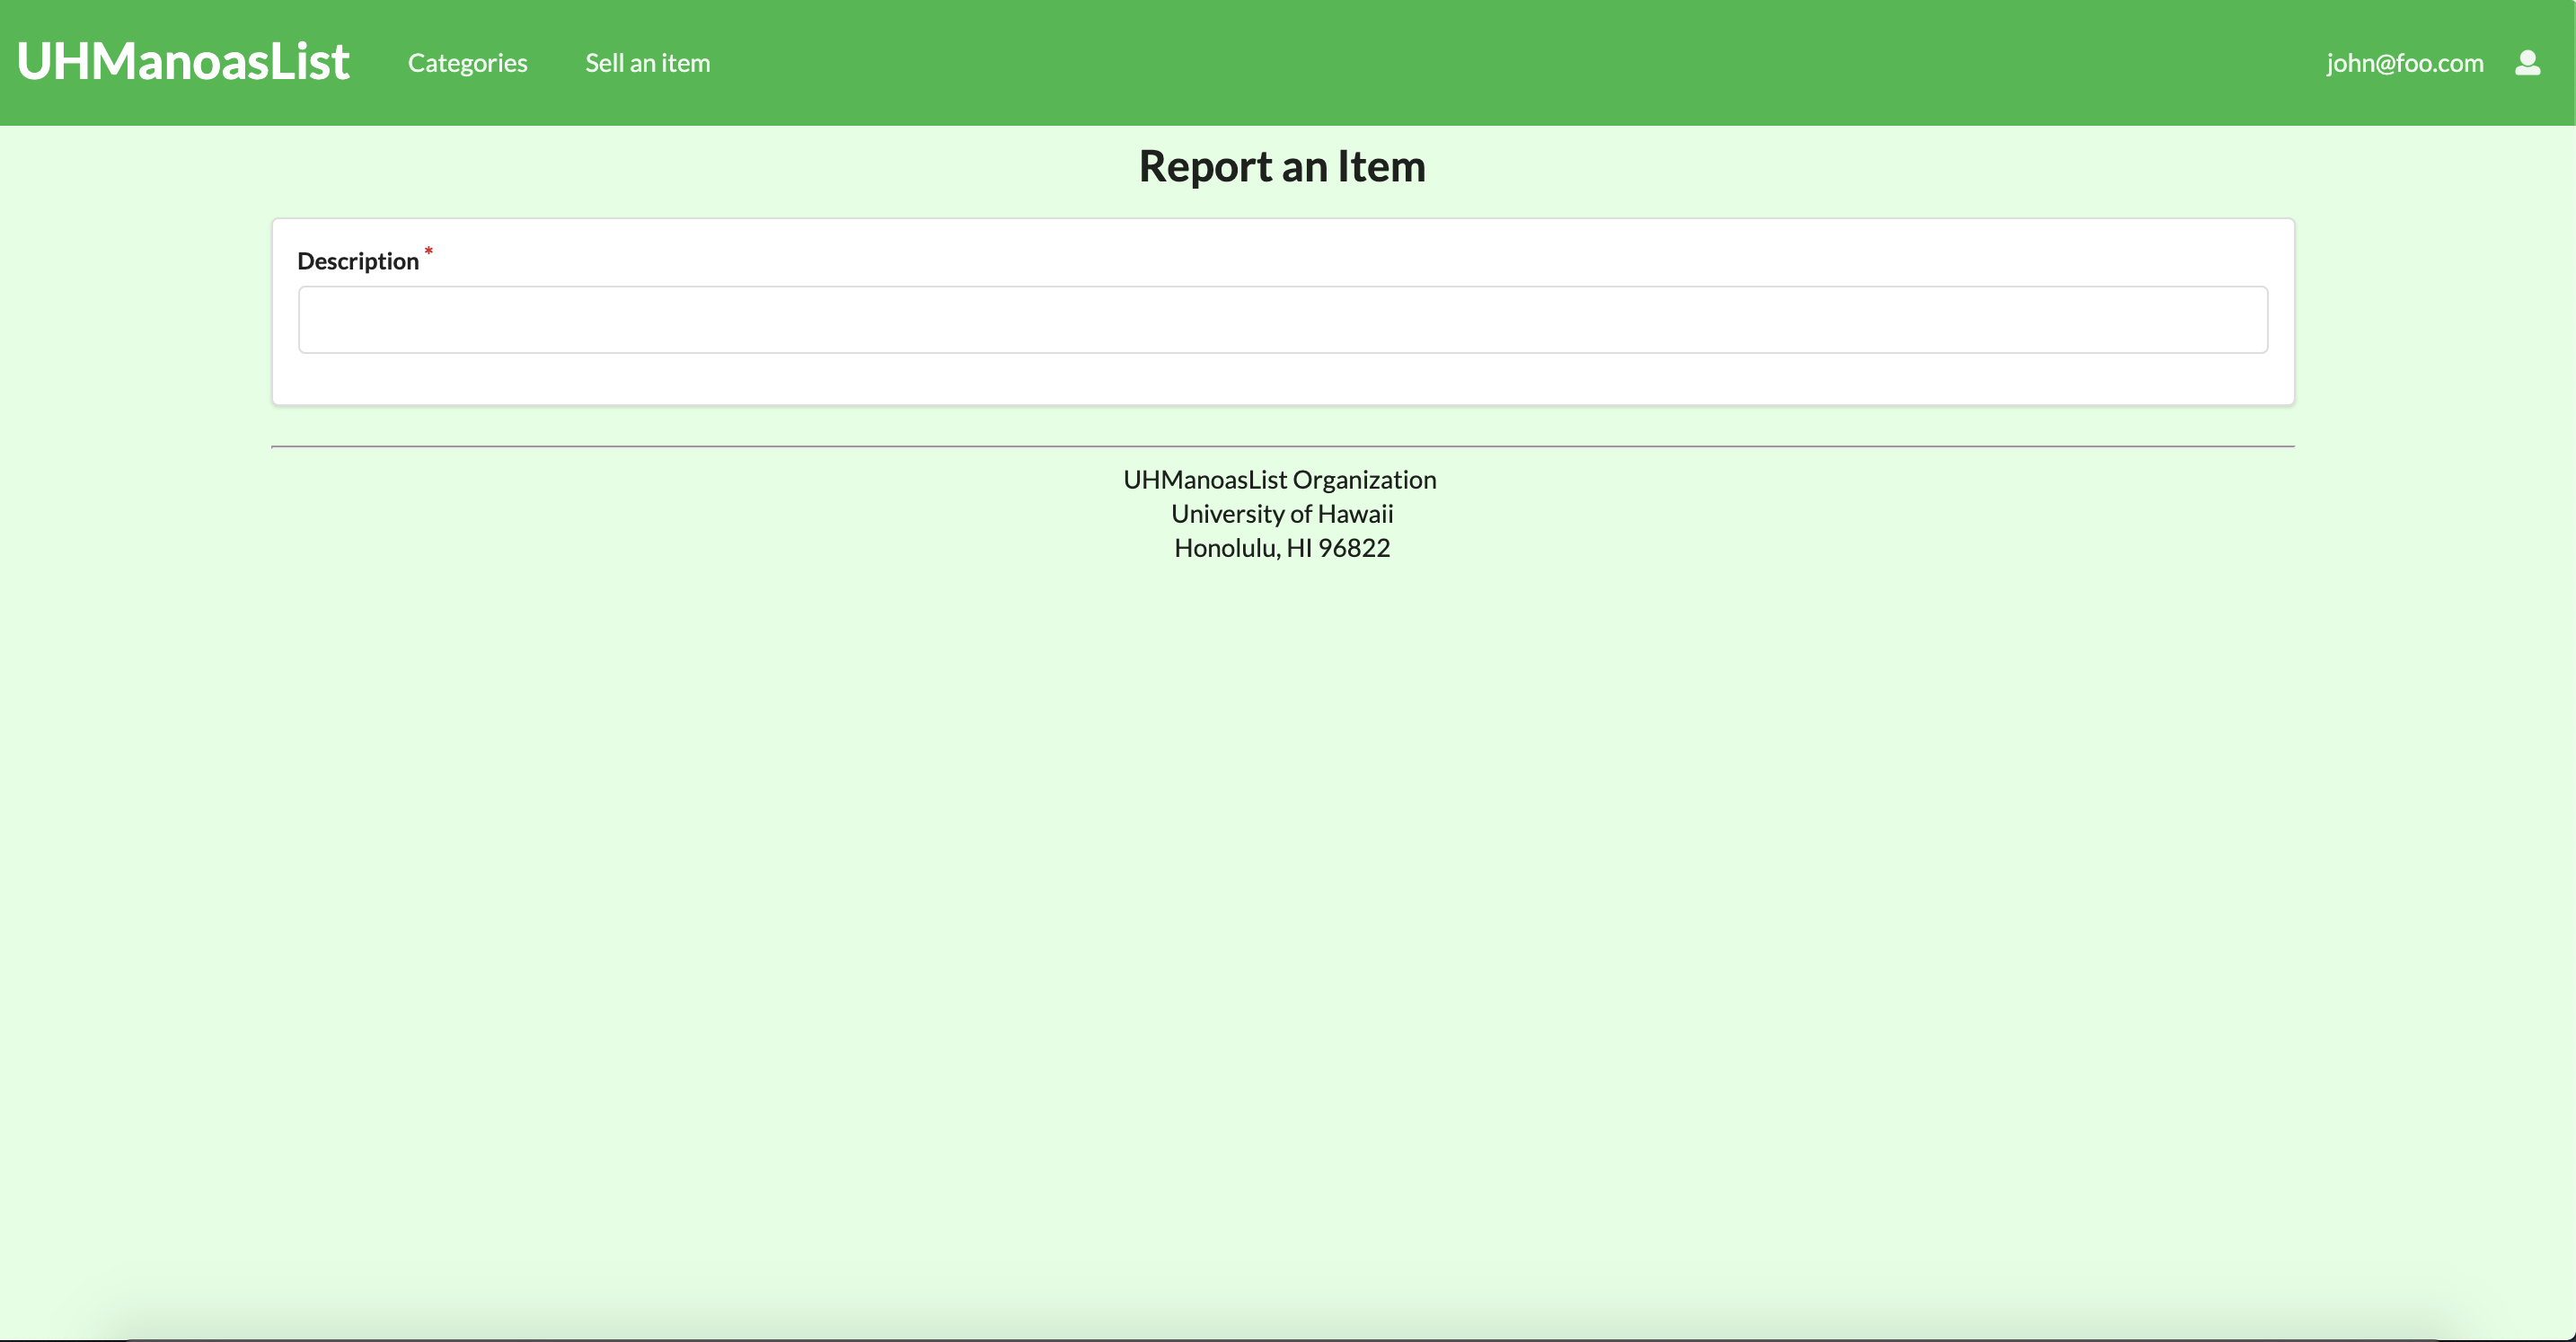 UHManoasList Categories Sell an item john@foo.com
Report an Item
Description *
UHManoasList Organization
University of Hawaii
Honolulu, HI 96822